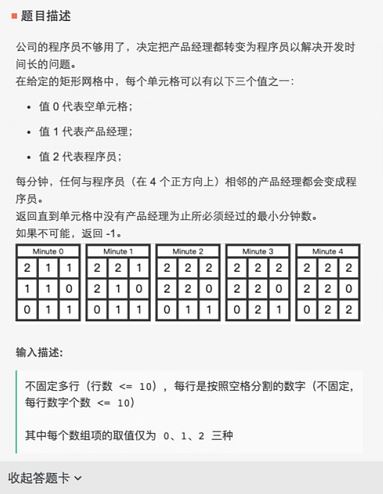 题目描述
公司的程序员不够用了，决定把产品经理都转变为程序员以解决开发时
间长的问题。
在给定的矩形网格中，每个单元格可以有以下三个值之一：
• 值 0 代表空单元格；
• 值 1 代表产品经理；
• 值 2 代表程序员；
每分钟，任何与程序员（在 4 个正方向上）相邻的产品经理都会变成程
序员。
返回直到单元格中没有产品经理为止所必须经过的最小分钟数。
如果不可能，返回 -1。
Minute 0 Minute 1 Minute 2 Minute 3 Minute 4
2 1 1 2 2 1 2 2 2 2 2 2 2 2 2
1 1 0 2 1 0 2 2 0 2 2 0 2 2 0
0 1 1 0 1 1 0 1 1 0 2 1 0 2 2
输入描述:
不固定多行（行数 <= 10），每行是按照空格分割的数字（不固定，
每行数字个数 <= 10）
其中每个数组项的取值仅为 0、1、2 三种
收起答题卡